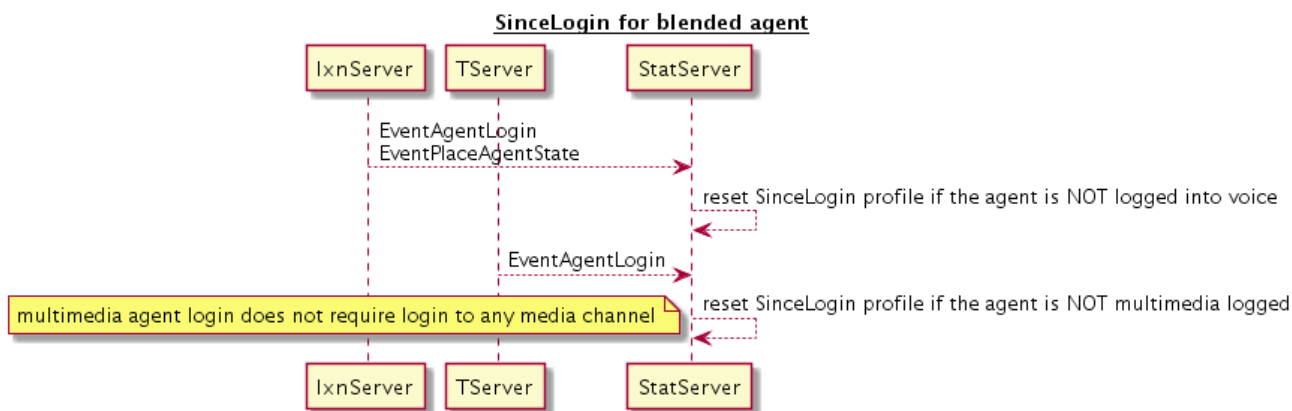 SinceLogin for blended agent
IxnServer
TServer
StatServer
EventAgentLogin
EventPlaceAgentState
reset SinceLogin profile if the agent is NOT logged into voice
EventAgentLogin
multimedia agent login does not require login to any media channel
reset SinceLogin profile if the agent is NOT multimedia logged
IxnServer
TServer
StatServer